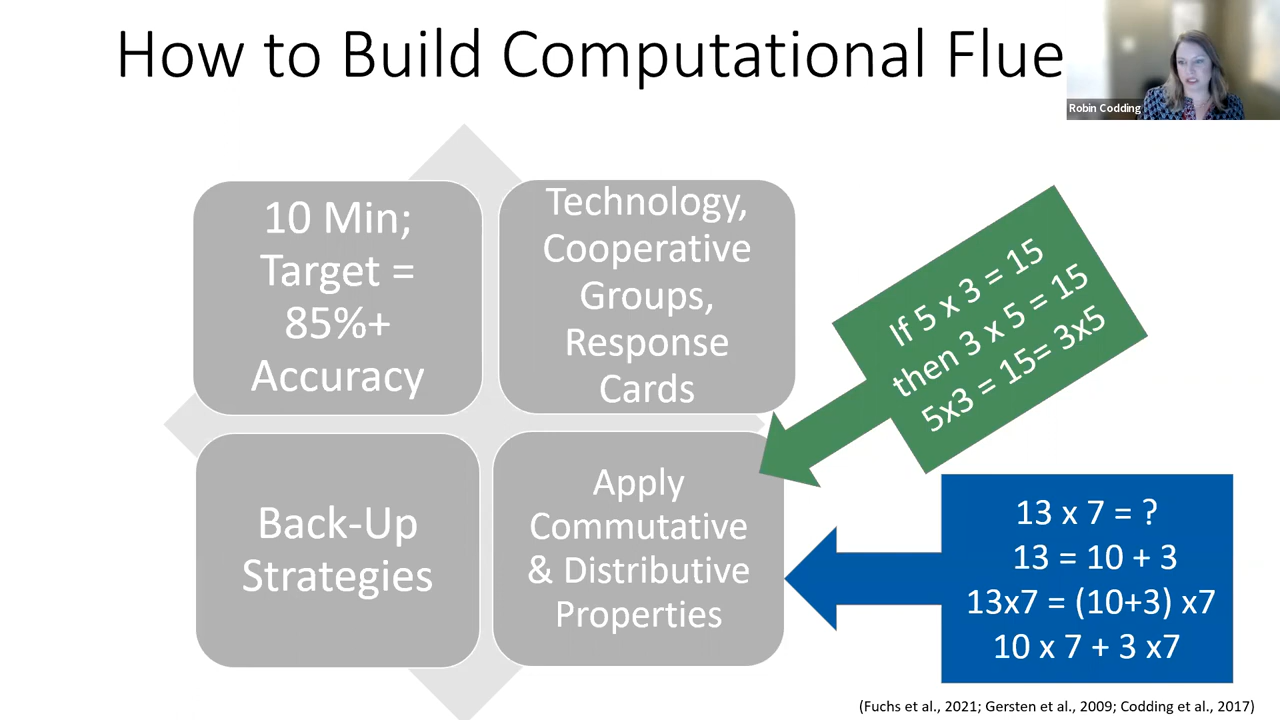 How to Build Computational Flue
Robin Codding
10 Min;
Target =
85%+
Accuracy
Technology,
Cooperative
Groups,
Response
Cards
Back-Up
Strategies
Apply
Commutative
& Distributive
Properties
If 5 x 3 = 15
then 3 x 5 = 15
5x3 = 15= 3x5
13 x 7 = ?
13 = 10 + 3
13x7 = (10+3) x7
10 x 7 + 3 x7
(Fuchs et al., 2021; Gersten et al., 2009; Codding et al., 2017)